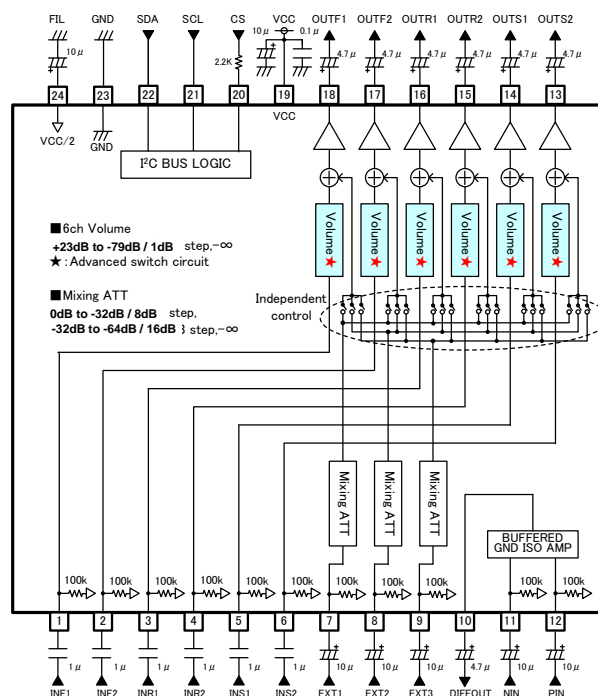 FIL GND SDA SCL CS VCC OUTF1 OUTF2 OUTR1 OUTR2 OUTS1 OUTS2
10μ 0.1μ
10μ 2.2K 4.7μ 4.7μ 4.7μ 4.7μ 4.7μ 4.7μ
24 23 22 21 20 19 18 17 16 15 14 13
VCC/2 GND VCC
I²C BUS LOGIC
■6ch Volume
+23dB to -79dB / 1dB step,-∞
★:Advanced switch circuit
Volume★ Volume★ Volume★ Volume★ Volume★ Volume★
■Mixing ATT
0dB to -32dB / 8dB step,
-32dB to -64dB / 16dB } step,-∞
Independent
control
Mixing ATT Mixing ATT Mixing ATT
BUFFERED
GND ISO AMP
100k 100k 100k 100k 100k 100k 100k 100k 100k 100k 100k
1 2 3 4 5 6 7 8 9 10 11 12
1μ 1μ 1μ 1μ 1μ 1μ 10μ 10μ 10μ 4.7μ 10μ 10μ
INF1 INF2 INR1 INR2 INS1 INS2 EXT1 EXT2 EXT3 DIFFOUT NIN PIN